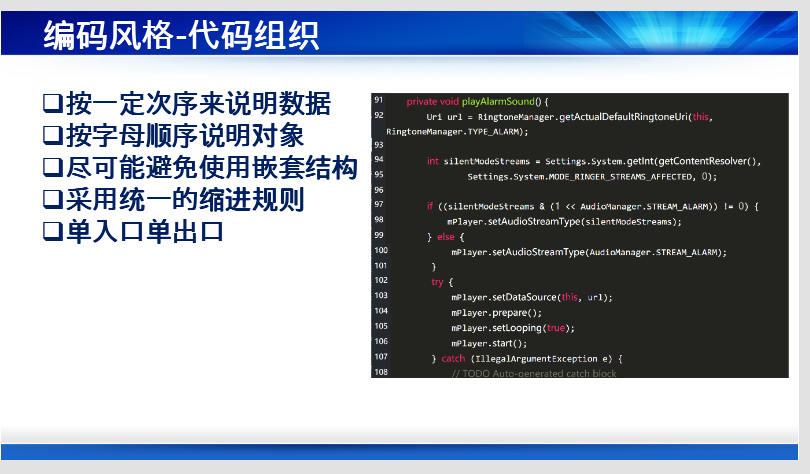 编码风格-代码组织
❑按一定次序来说明数据
❑按字母顺序说明对象
❑尽可能避免使用嵌套结构
❑采用统一的缩进规则
❑单入口单出口
91 private void playAlarmSound() {
92 Uri url = RingtoneManager.getActualDefaultRingtoneUri(this,
RingtoneManager.TYPE_ALARM);
93
94 int silentModeStreams = Settings.System.getInt(getContentResolver(),
95 Settings.System.MODE_RINGER_STREAMS_AFFECTED, 0);
96
97 if ((silentModeStreams & (1 << AudioManager.STREAM_ALARM)) != 0) {
98 mPlayer.setAudioStreamType(silentModeStreams);
99 } else {
100 mPlayer.setAudioStreamType(AudioManager.STREAM_ALARM);
101 }
102 try {
103 mPlayer.setDataSource(this, url);
104 mPlayer.prepare();
105 mPlayer.setLooping(true);
106 mPlayer.start();
107 } catch (IllegalArgumentException e) {
108 // TODO Auto-generated catch block